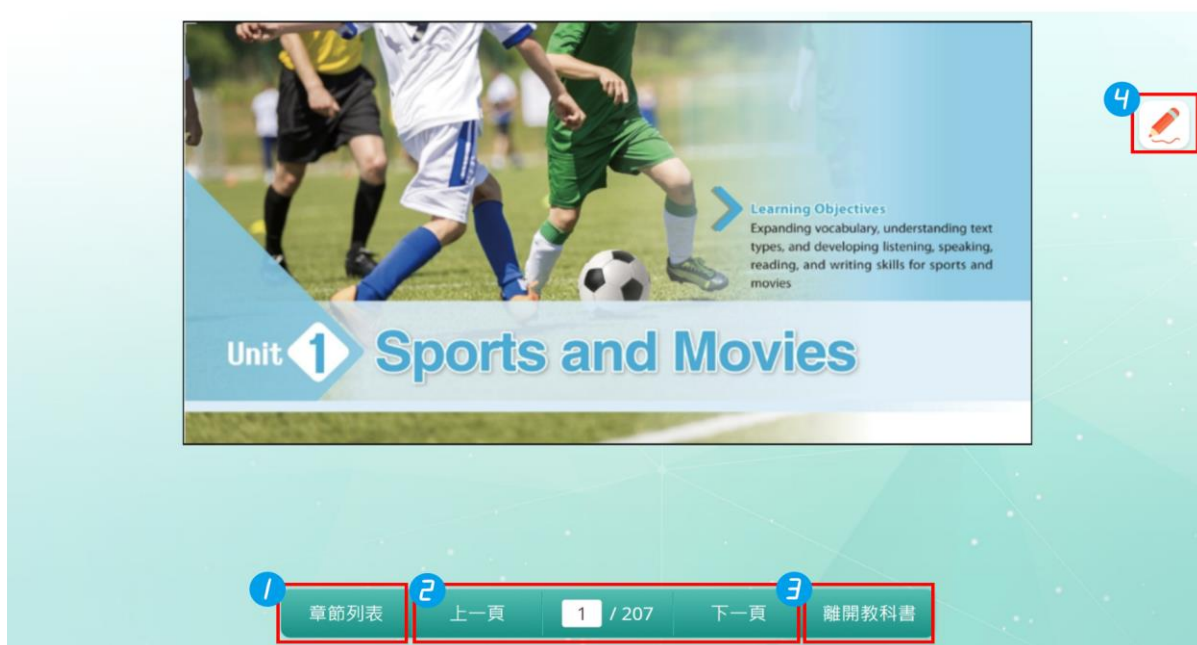 4
Learning Objectives
Expanding vocabulary, understanding text
types, and developing listening, speaking,
reading, and writing skills for sports and
movies
Unit 1 Sports and Movies
1 2 3
章節列表 上一頁 1 / 207 下一頁 離開教科書